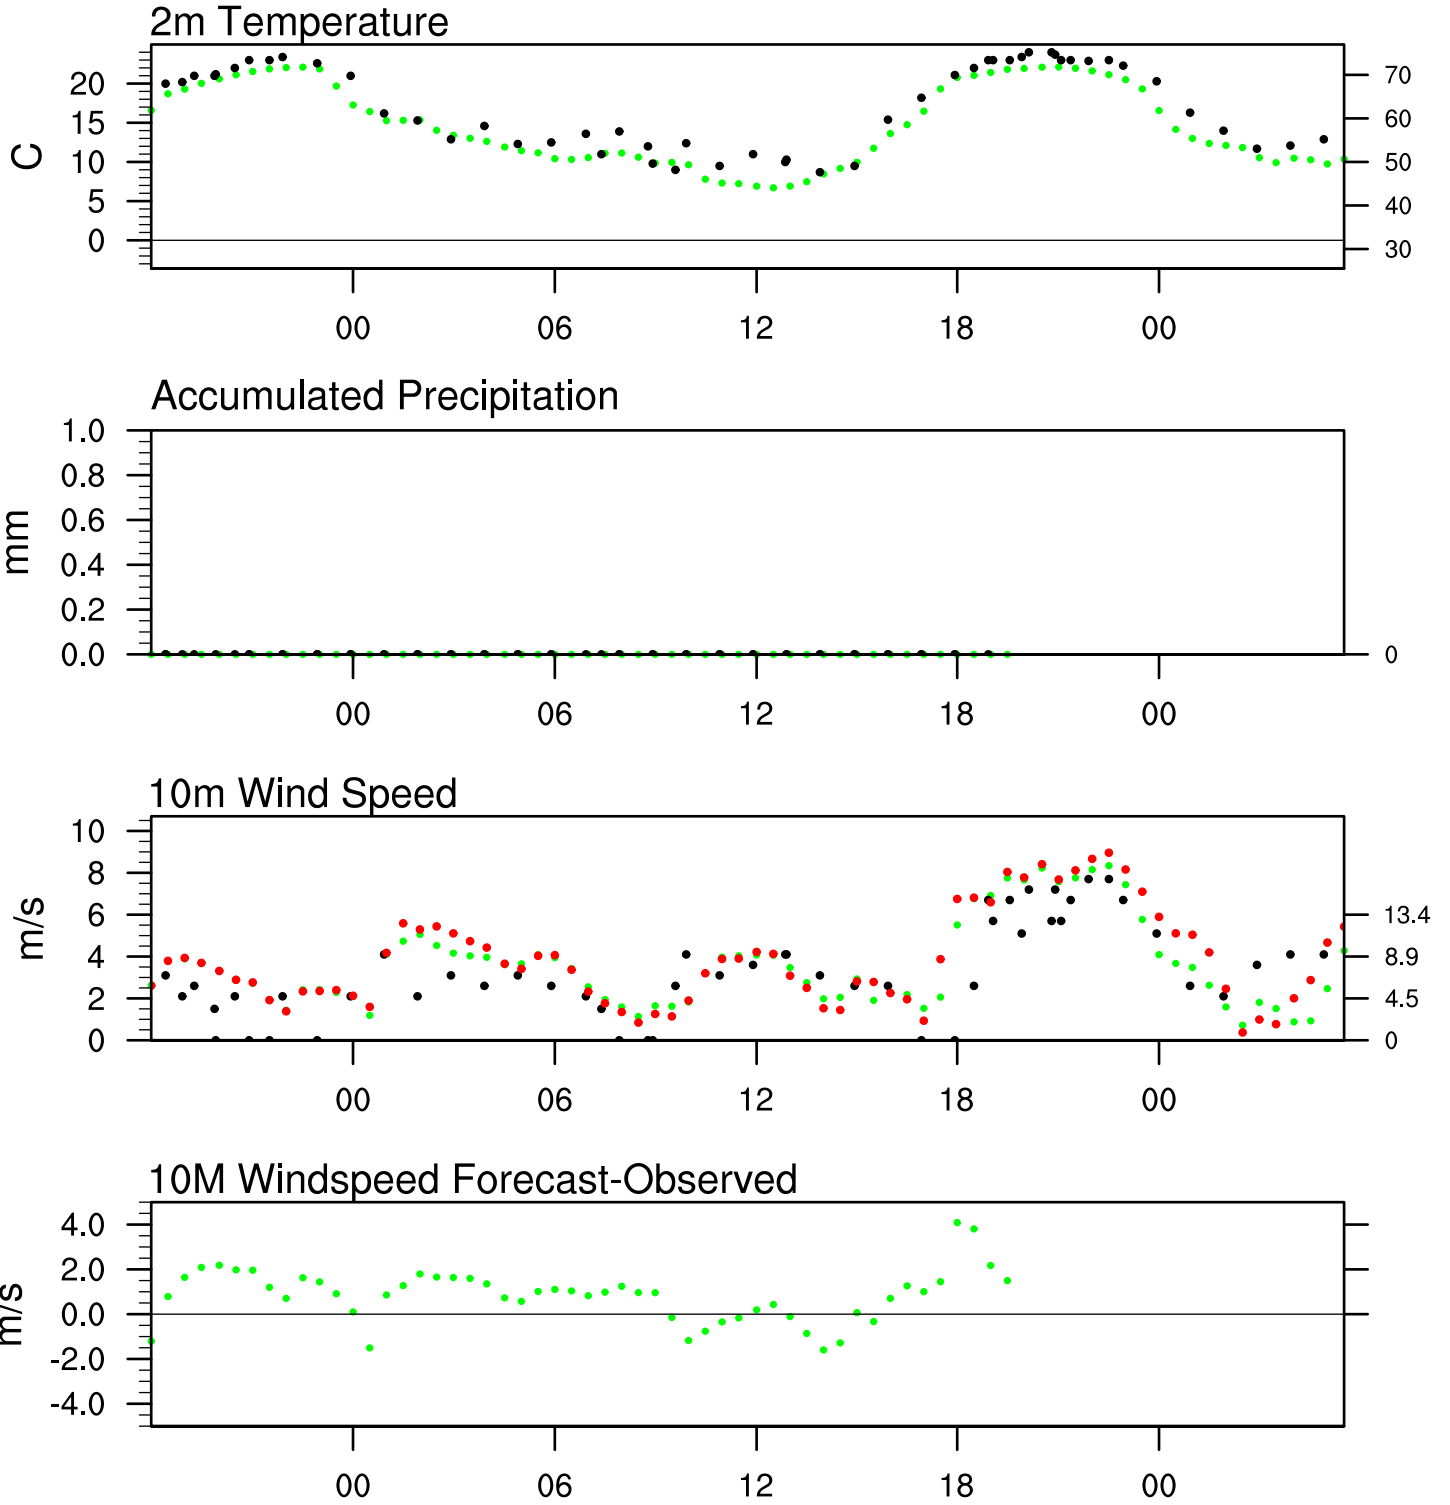 2m Temperature
20
15
10
5
0
C
70
60
50
40
30
00 06 12 18 00
Accumulated Precipitation
1.0
0.8
0.6
0.4
0.2
0.0
mm
0
00 06 12 18 00
10m Wind Speed
10
8
6
4
2
0
m/s
13.4
8.9
4.5
0
00 06 12 18 00
10M Windspeed Forecast-Observed
4.0
2.0
0.0
-2.0
-4.0
m/s
00 06 12 18 00